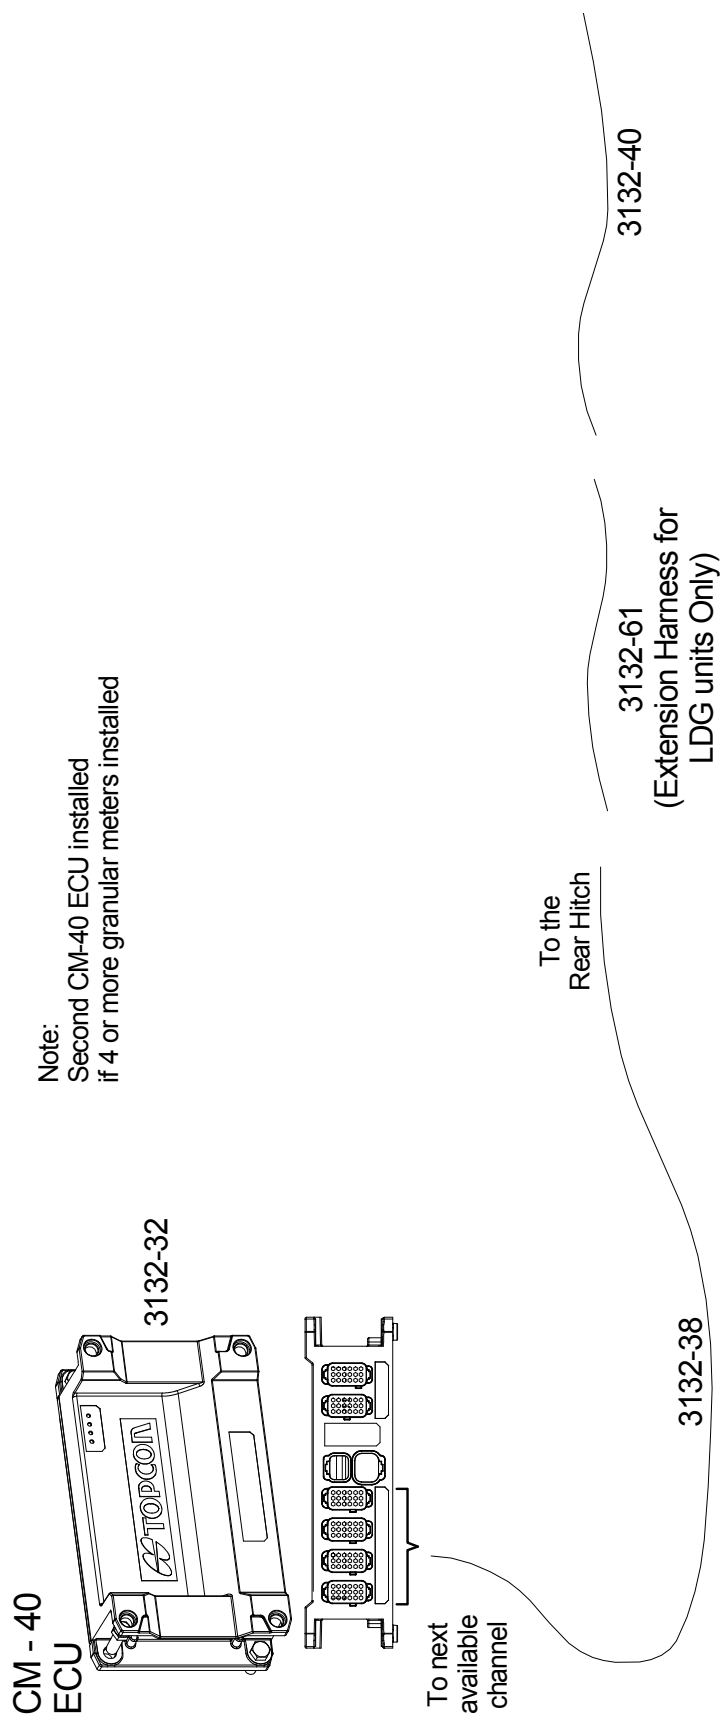 CM - 40
ECU
TOPCON
3132-32
Note:
Second CM-40 ECU installed
if 4 or more granular meters installed
To next
available
channel
3132-38
To the
Rear Hitch
3132-61
(Extension Harness for
LDG units Only)
3132-40